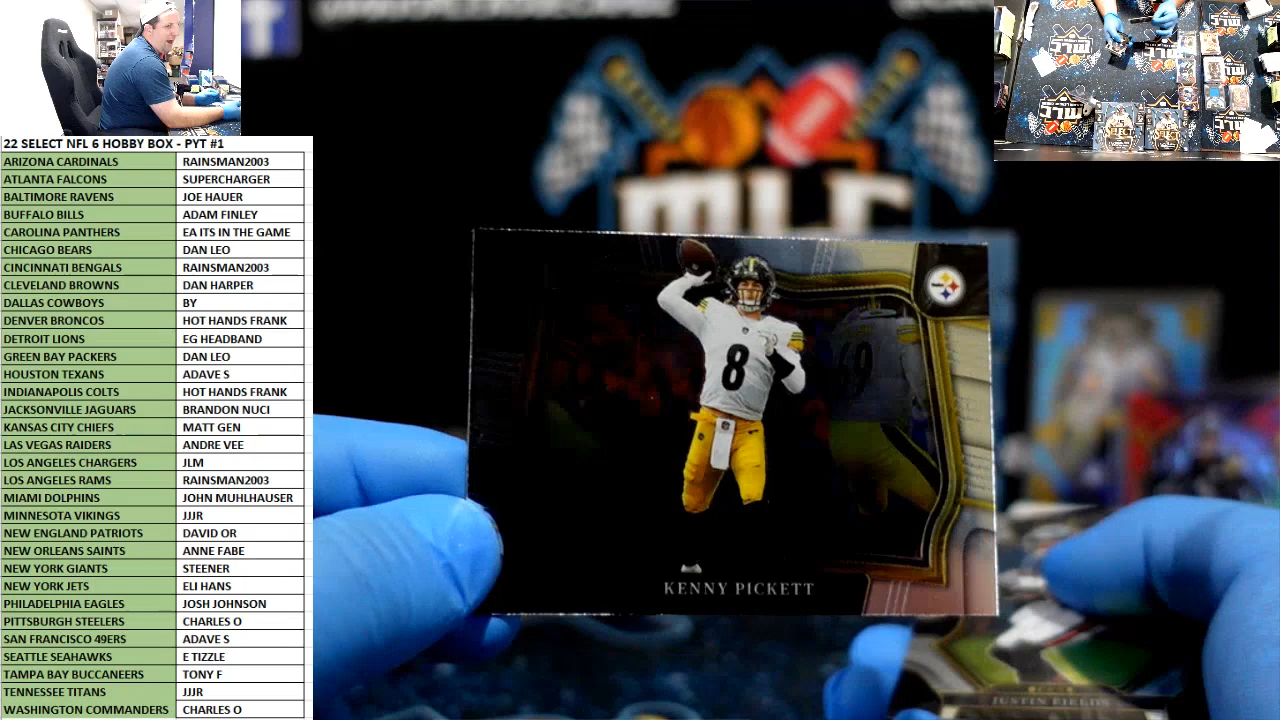 22 SELECT NFL 6 HOBBY BOX - PYT #1
ARIZONA CARDINALS RAINSMAN2003
ATLANTA FALCONS SUPERCHARGER
BALTIMORE RAVENS JOE HAUER
BUFFALO BILLS ADAM FINLEY
CAROLINA PANTHERS EA ITS IN THE GAME
CHICAGO BEARS DAN LEO
CINCINNATI BENGALS RAINSMAN2003
CLEVELAND BROWNS DAN HARPER
DALLAS COWBOYS BY
DENVER BRONCOS HOT HANDS FRANK
DETROIT LIONS EG HEADBAND
GREEN BAY PACKERS DAN LEO
HOUSTON TEXANS ADAVE S
INDIANAPOLIS COLTS HOT HANDS FRANK
JACKSONVILLE JAGUARS BRANDON NUCI
KANSAS CITY CHIEFS MATT GEN
LAS VEGAS RAIDERS ANDRE VEE
LOS ANGELES CHARGERS JLM
LOS ANGELES RAMS RAINSMAN2003
MIAMI DOLPHINS JOHN MUHLHAUSER
MINNESOTA VIKINGS JJJR
NEW ENGLAND PATRIOTS DAVID OR
NEW ORLEANS SAINTS ANNE FABE
NEW YORK GIANTS STEENER
NEW YORK JETS ELI HANS
PHILADELPHIA EAGLES JOSH JOHNSON
PITTSBURGH STEELERS CHARLES O
SAN FRANCISCO 49ERS ADAVE S
SEATTLE SEAHAWKS E TIZZLE
TAMPA BAY BUCCANEERS TONY F
TENNESSEE TITANS JJJR
WASHINGTON COMMANDERS CHARLES O
8
69
KENNY PICKETT
JUSTIN FIELDS